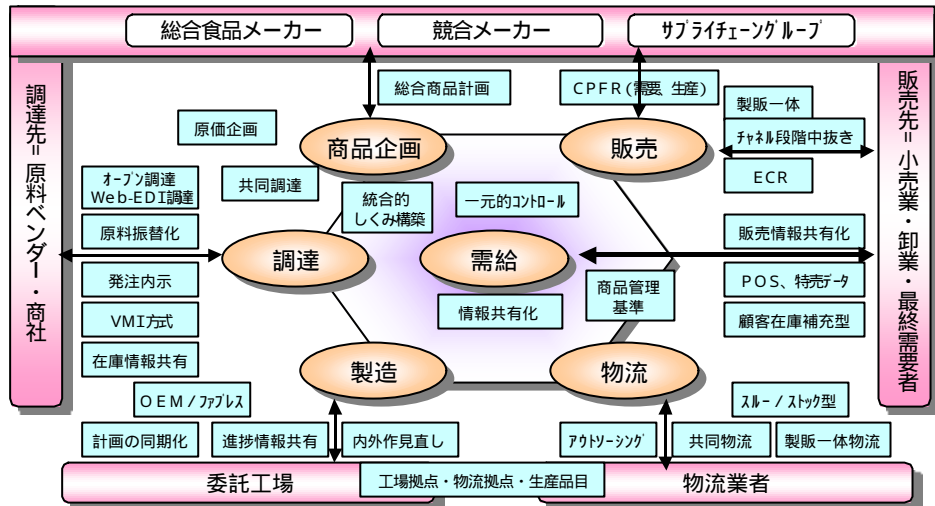 総合食品メーカー
競合メーカー
ｻﾌﾟﾗｲﾁｪｰﾝｸﾞﾙｰﾌﾟ
調達先＝原料ベンダー・商社
販売先＝小売業・卸業・最終需要者
総合商品計画
ＣＰＦＲ(需要、生産)
製販一体
原価企画
商品企画
販売
ﾁｬﾈﾙ段階中抜き
ECR
ｵｰﾌﾟﾝ調達
Web-EDI調達
共同調達
統合的
しくみ構築
一元的ｺﾝﾄﾛｰﾙ
原料振替化
販売情報共有化
調達
需給
発注内示
商品管理
基準
ＰＯＳ、特売ﾃﾞｰﾀ
VMI方式
情報共有化
顧客在庫補充型
在庫情報共有
製造
物流
ＯＥＭ/ﾌｧﾌﾞﾚｽ
ｽﾙｰ/ｽﾄｯｸ型
計画の同期化
進捗情報共有
内外作見直し
ｱｳﾄｿｰｼﾝｸﾞ
共同物流
製販一体物流
委託工場
工場拠点・物流拠点・生産品目
物流業者